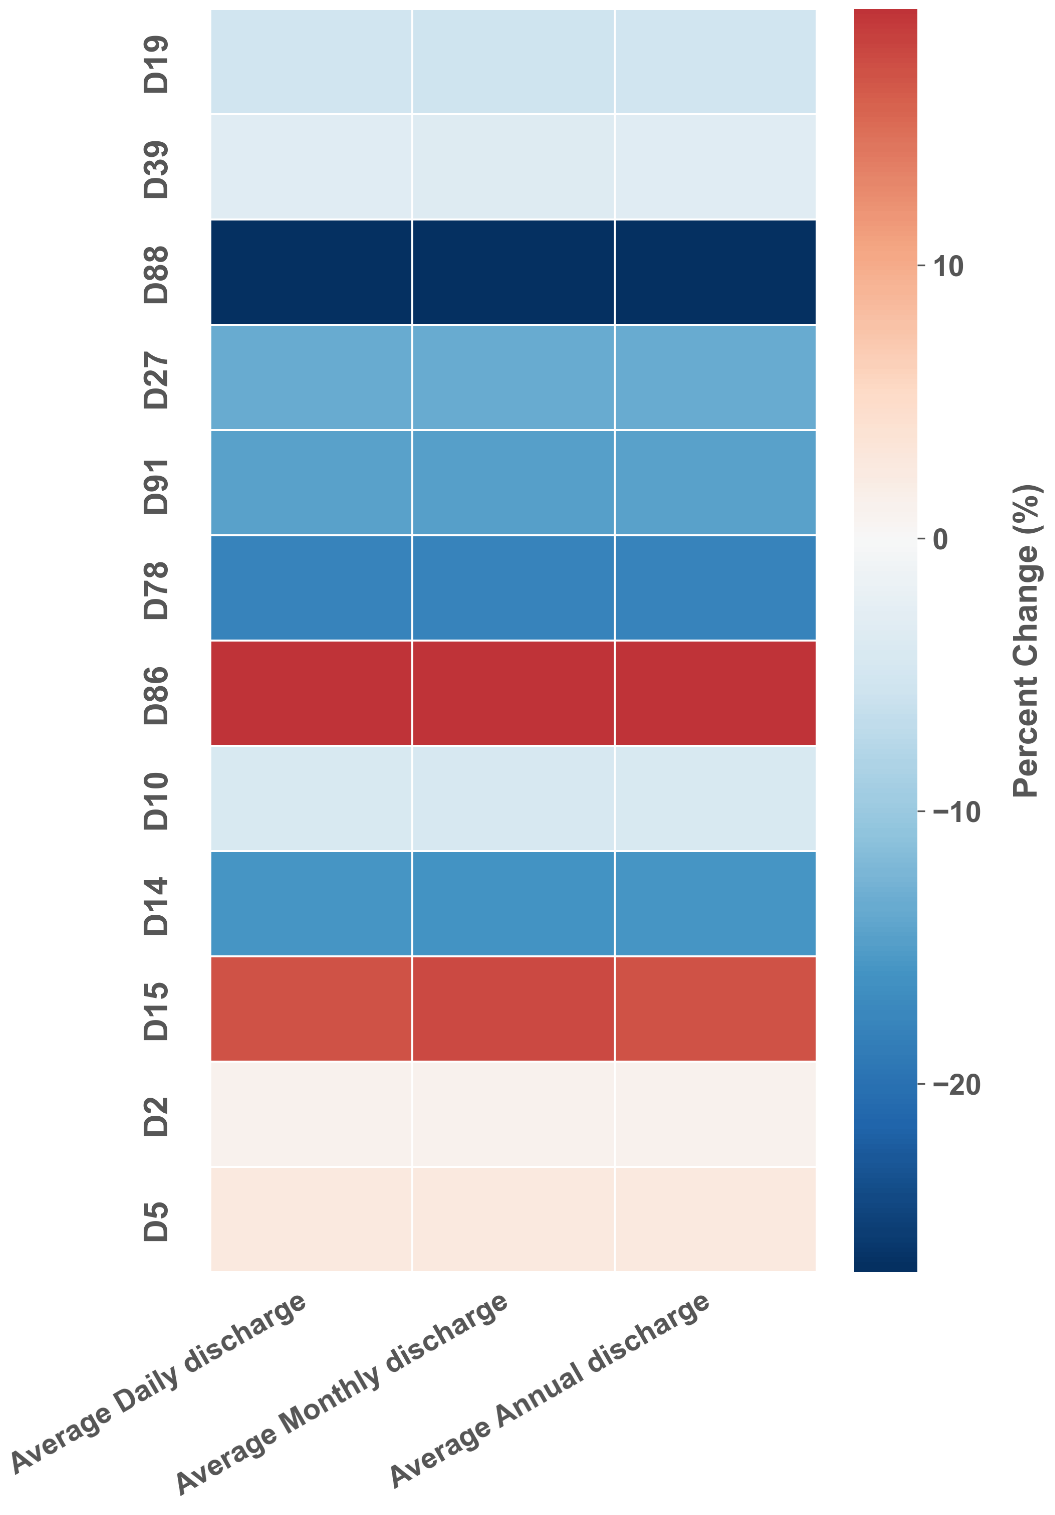 D19
D39
D88
D27
D91
D78
D86
D10
D14
D15
D2
D5
Average Daily discharge
Average Monthly discharge
Average Annual discharge
10
0
−10
−20
Percent Change (%)